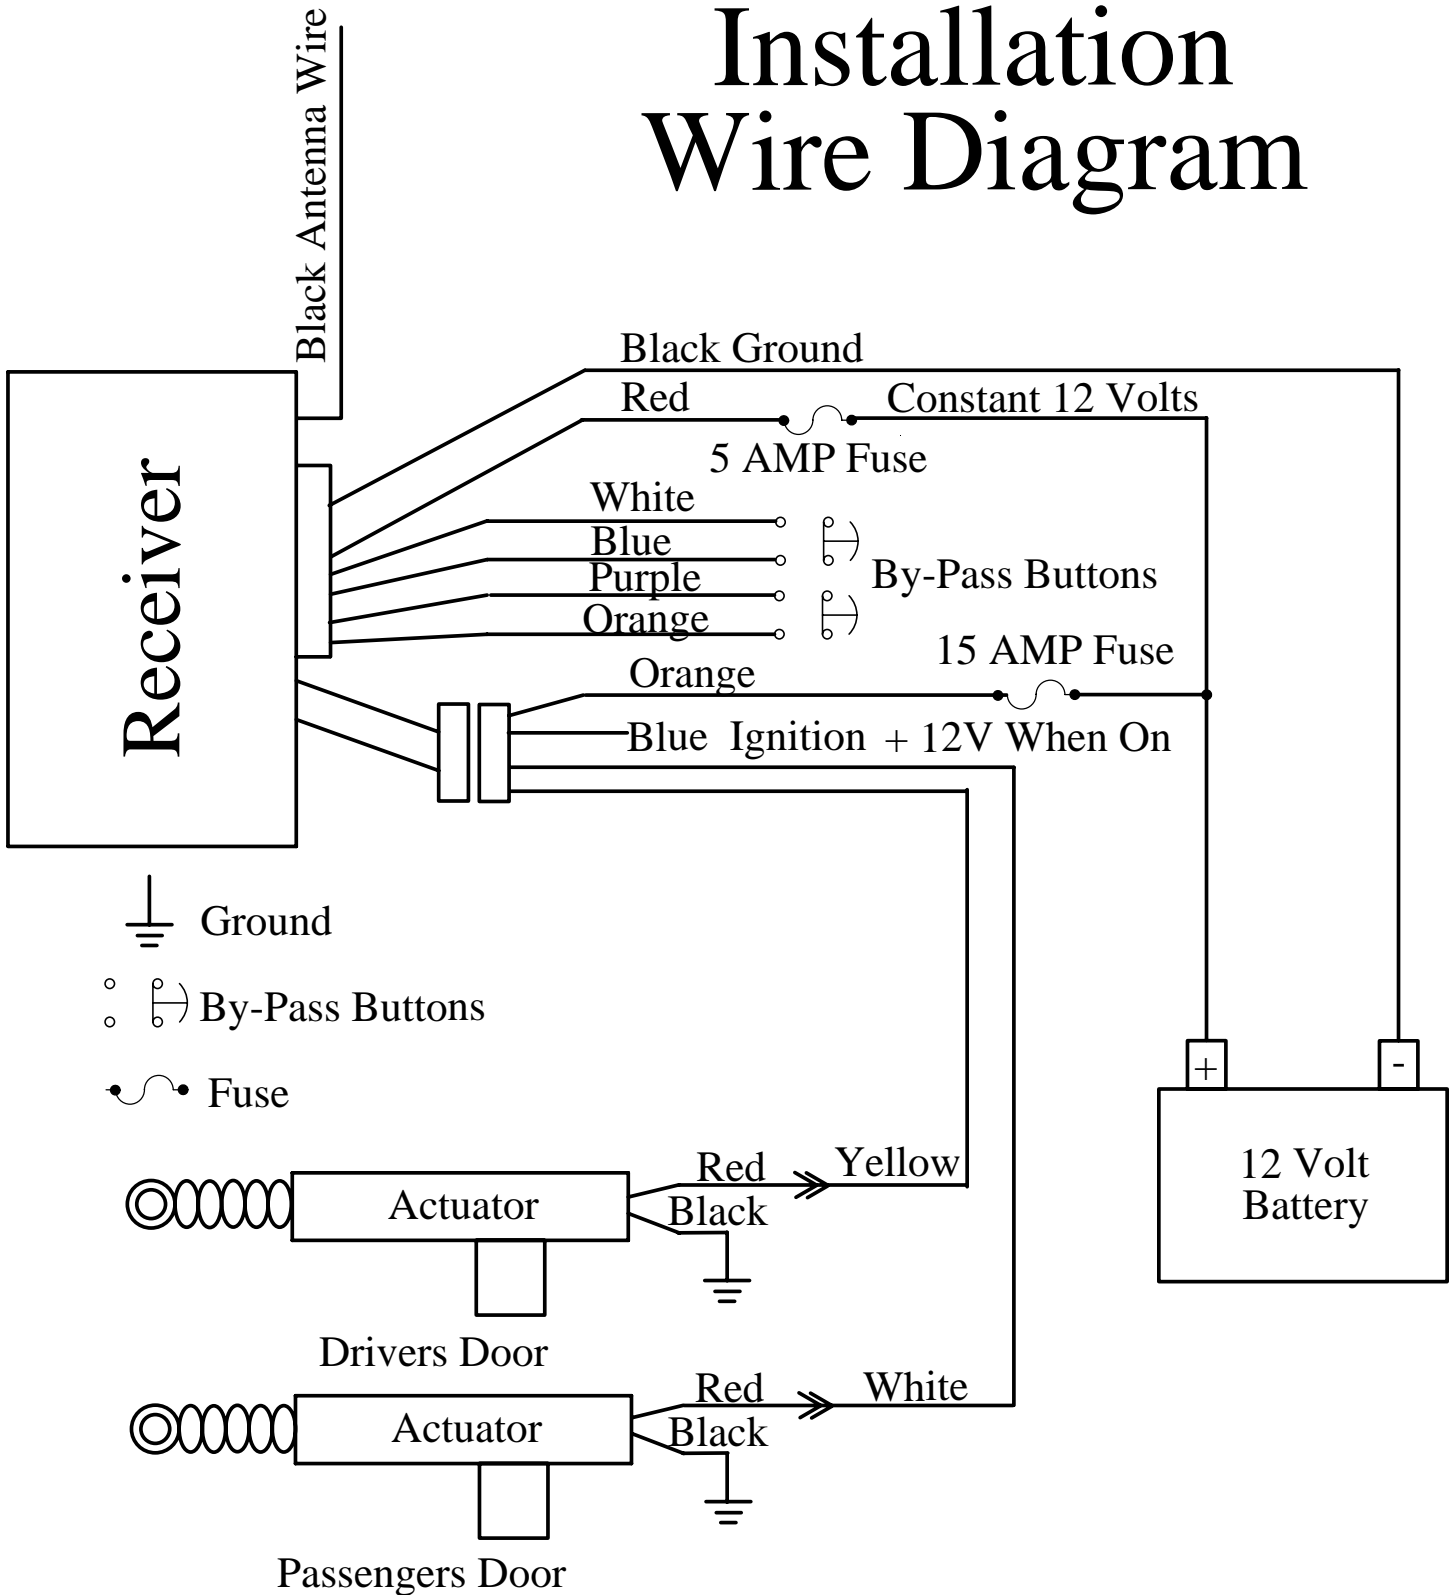 Installation
Wire Diagram
Black Antenna Wire
Black Ground
Red
Constant 12 Volts
5 AMP Fuse
White
Blue
Purple
Orange
By-Pass Buttons
15 AMP Fuse
Orange
Blue Ignition + 12V When On
Receiver
Ground
By-Pass Buttons
Fuse
+
-
12 Volt
Battery
Red
Yellow
Black
Actuator
Drivers Door
Red
White
Black
Actuator
Passengers Door